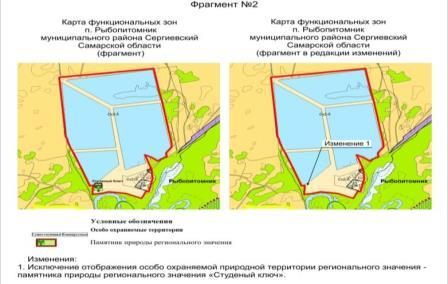 Фрагмент №2
Карта функциональных зон
п. Рыбопитомник
муниципального района Сергиевский
Самарской области
(фрагмент)
Карта функциональных зон
п. Рыбопитомник
муниципального района Сергиевский
Самарской области
(фрагмент в редакции изменений)
Изменение 1
Рыбопитомник
Рыбопитомник
Условные обозначения
Особо охраняемые территории
Памятник природы регионального значения
Изменения:
1. Исключение отображения особо охраняемой природной территории регионального значения -
памятника природы регионального значения «Студеный ключ».